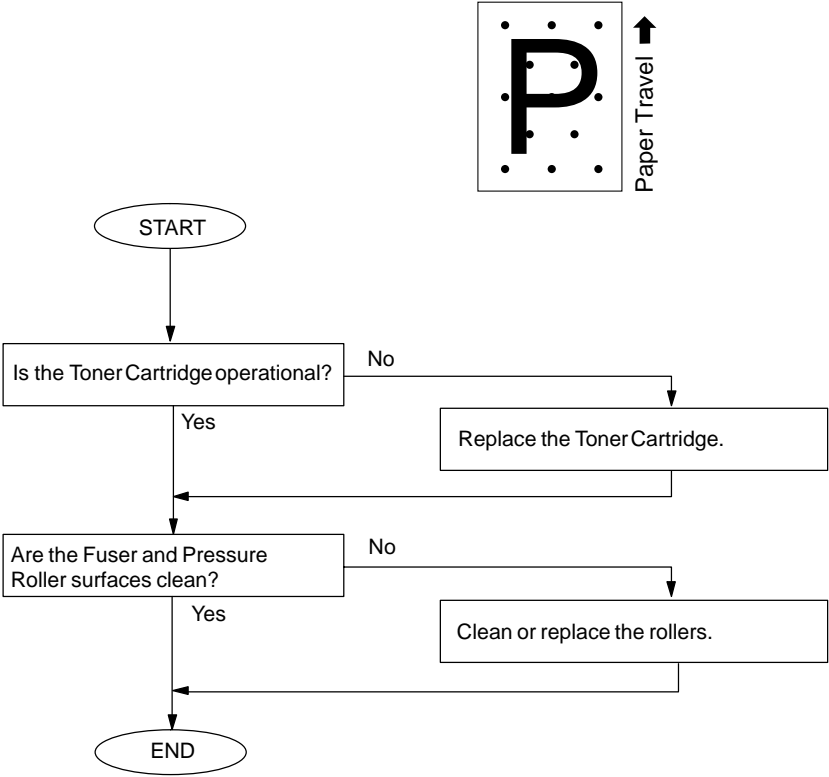 P
Paper Travel
START
Is the Toner Cartridge operational?
No
Yes
Replace the Toner Cartridge.
Are the Fuser and Pressure
Roller surfaces clean?
No
Yes
Clean or replace the rollers.
END